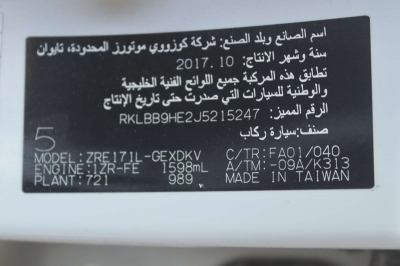 اسم الصانع وبلد الصنع: شركة كوزووي موتورز المحدودة، تايوان
سنة وشهر الانتاج: 10 .2017
تطابق هذه المركبة جميع اللوائح الفنية الخليجية
والوطنية للسيارات التي صدرت حتى تاريخ الإنتاج
الرقم المميز: RKLBB9HE2J5215247
صنف: سيارة ركاب
5
MODEL: ZRE171L-GEXDKV C/TR: FA01/040
ENGINE: 1ZR-FE 1598mL A/TM: -09A/K313
PLANT: 721 989 MADE IN TAIWAN